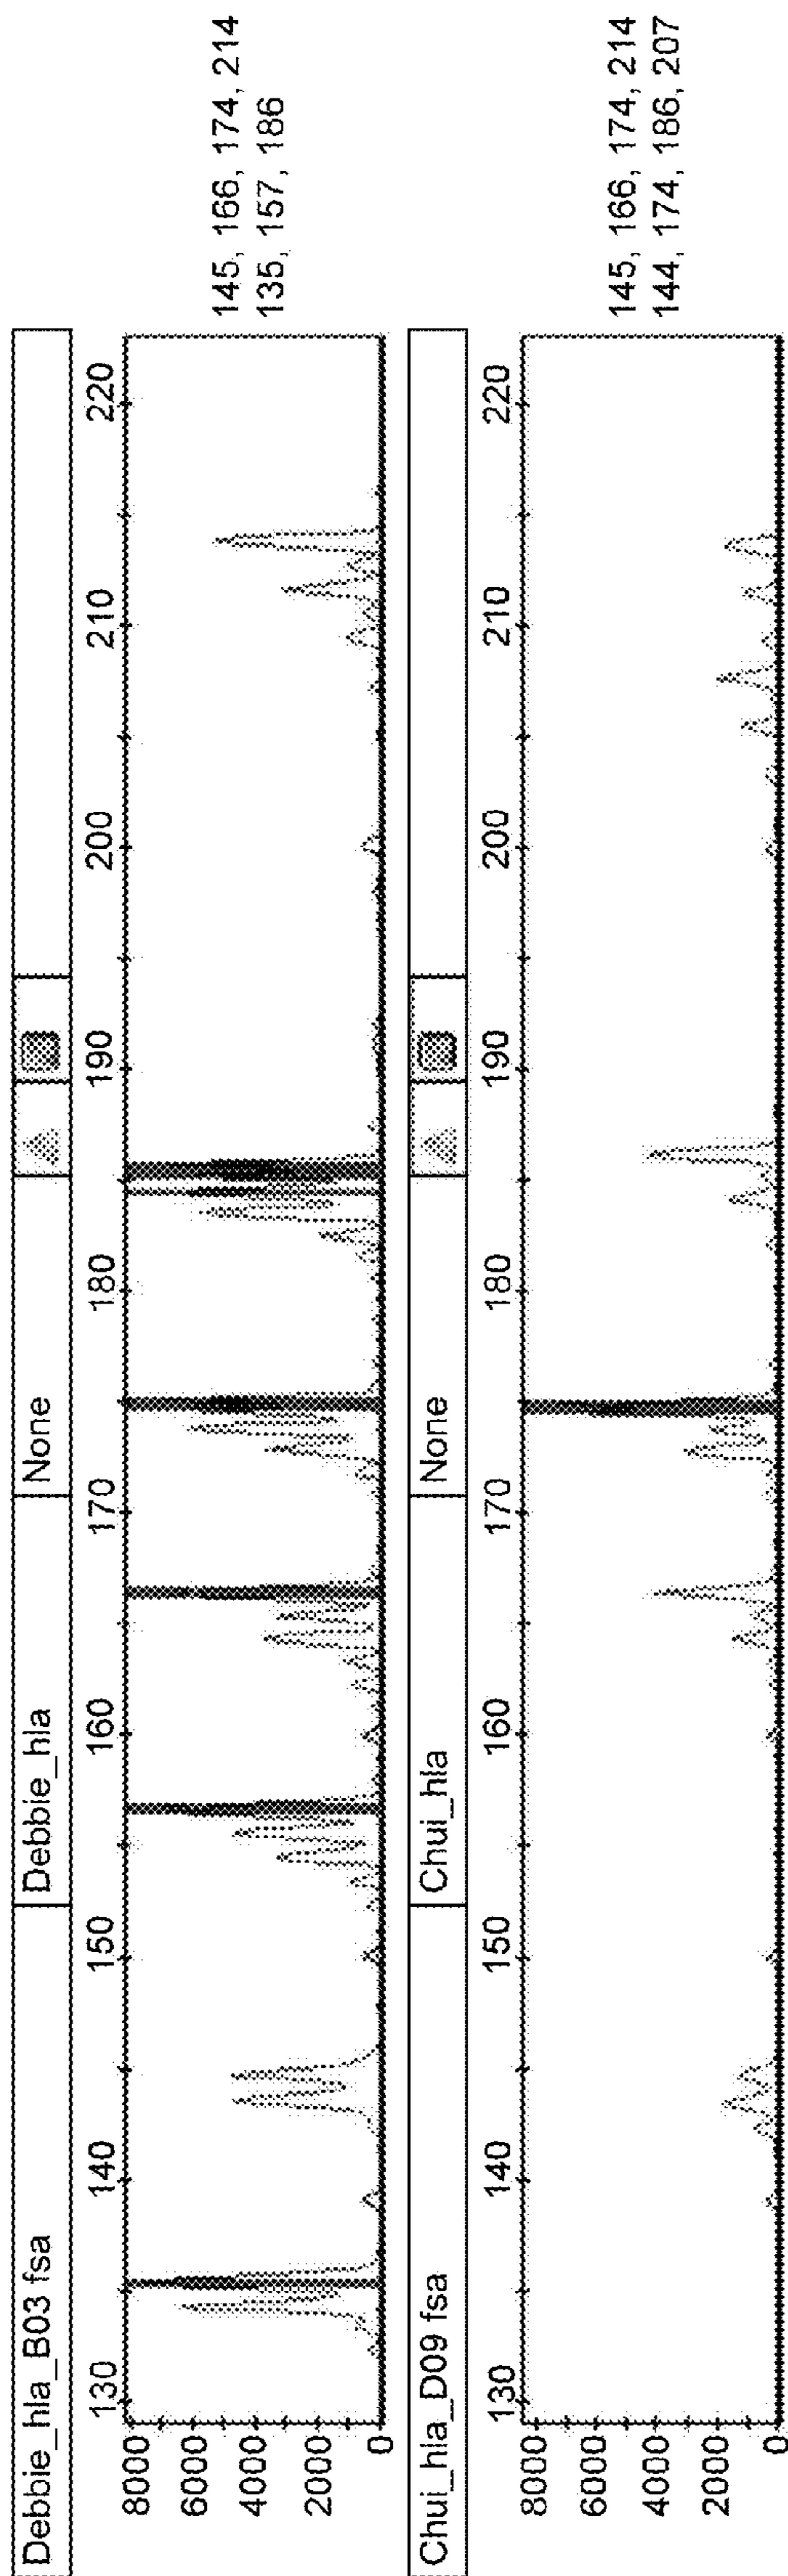 Debbie_hla_B03 fsa Debbie_hla None
130 140 150 160 170 180 190 200 210 220
8000
6000
4000
2000
0
145, 166, 174, 214
135, 157, 186
Chui_hla_D09 fsa Chui_hla None
130 140 150 160 170 180 190 200 210 220
8000
6000
4000
2000
0
145, 166, 174, 214
144, 174, 186, 207